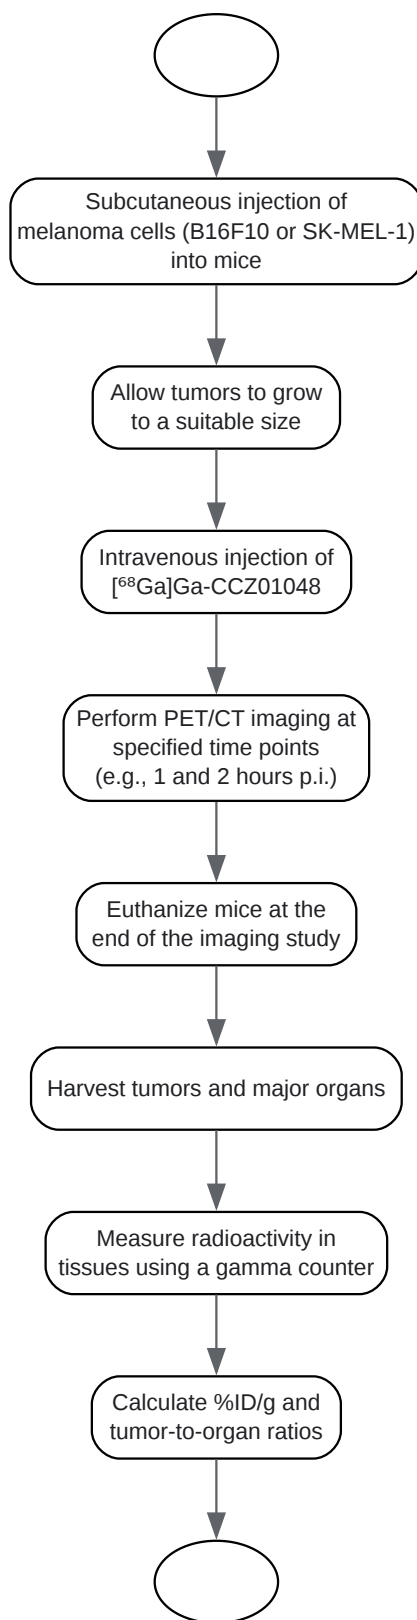 Subcutaneous injection of
melanoma cells (B16F10 or SK-MEL-1)
into mice
Allow tumors to grow
to a suitable size
Intravenous injection of
[⁶⁸Ga]Ga-CCZ01048
Perform PET/CT imaging at
specified time points
(e.g., 1 and 2 hours p.i.)
Euthanize mice at the
end of the imaging study
Harvest tumors and major organs
Measure radioactivity in
tissues using a gamma counter
Calculate %ID/g and
tumor-to-organ ratios